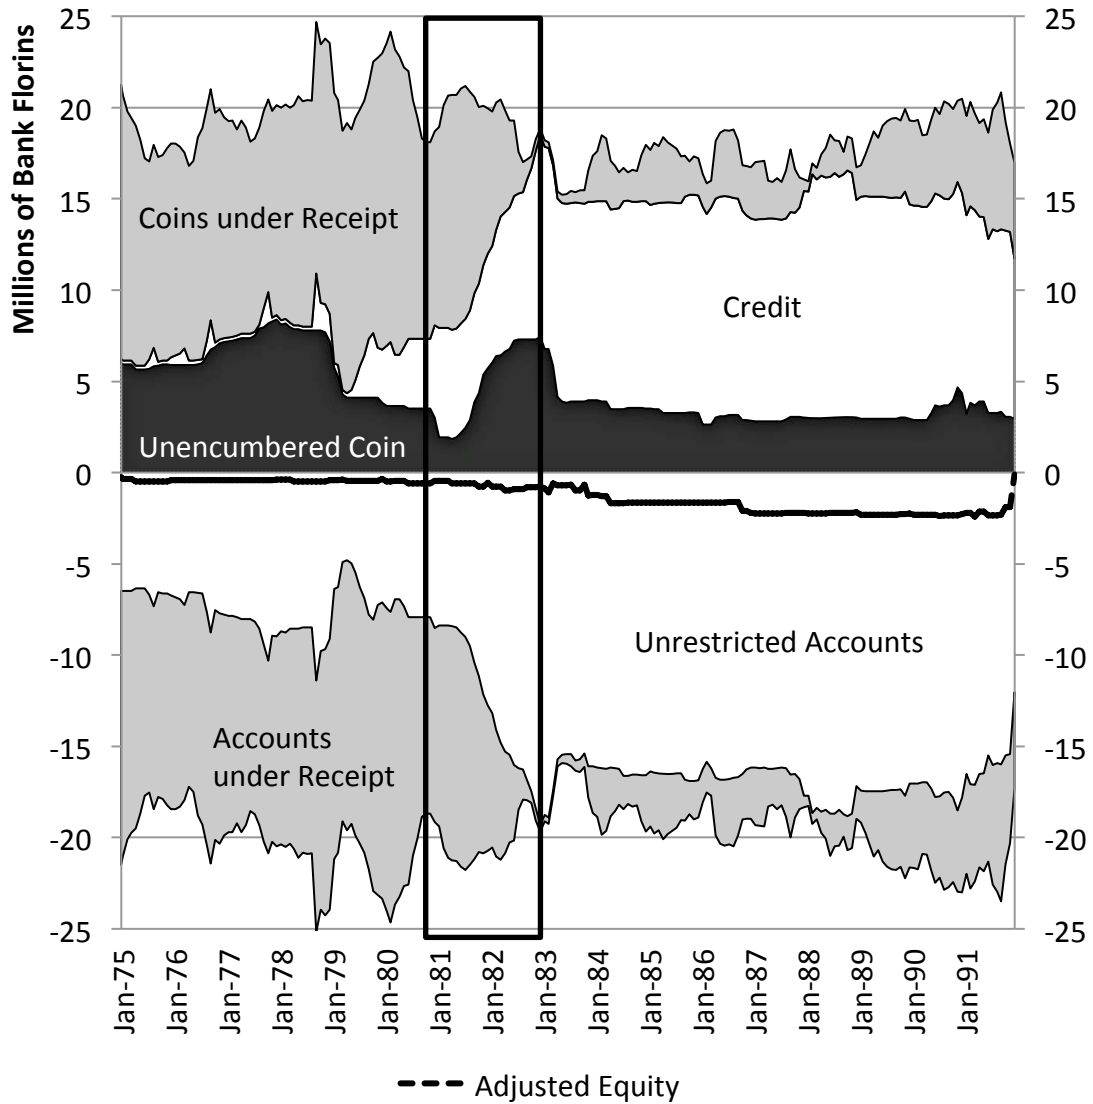 Millions of Bank Florins
25
20
15
10
5
0
-5
-10
-15
-20
-25
25
20
15
10
5
0
-5
-10
-15
-20
-25
Coins under Receipt
Credit
Unencumbered Coin
Unrestricted Accounts
Accounts
under Receipt
Jan-75
Jan-76
Jan-77
Jan-78
Jan-79
Jan-80
Jan-81
Jan-82
Jan-83
Jan-84
Jan-85
Jan-86
Jan-87
Jan-88
Jan-89
Jan-90
Jan-91
Adjusted Equity